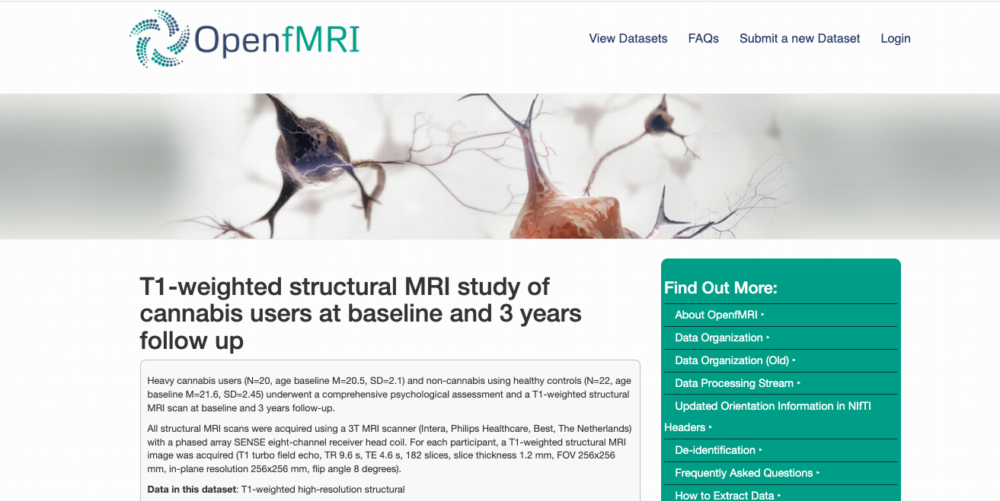 OpenfMRI
View Datasets FAQs Submit a new Dataset Login
T1-weighted structural MRI study of
cannabis users at baseline and 3 years
follow up
Heavy cannabis users (N=20, age baseline M=20.5, SD=2.1) and non-cannabis using healthy controls (N=22, age
baseline M=21.6, SD=2.45) underwent a comprehensive psychological assessment and a T1-weighted structural
MRI scan at baseline and 3 years follow-up.
All structural MRI scans were acquired using a 3T MRI scanner (Intera, Philips Healthcare, Best, The Netherlands)
with a phased array SENSE eight-channel receiver head coil. For each participant, a T1-weighted structural MRI
image was acquired (T1 turbo field echo, TR 9.6 s, TE 4.6 s, 182 slices, slice thickness 1.2 mm, FOV 256x256
mm, in-plane resolution 256x256 mm, flip angle 8 degrees).
Data in this dataset: T1-weighted high-resolution structural
Find Out More:
About OpenfMRI ‣
Data Organization ‣
Data Organization (Old) ‣
Data Processing Stream ‣
Updated Orientation Information in NIfTI
Headers ‣
De-identification ‣
Frequently Asked Questions ‣
How to Extract Data ‣